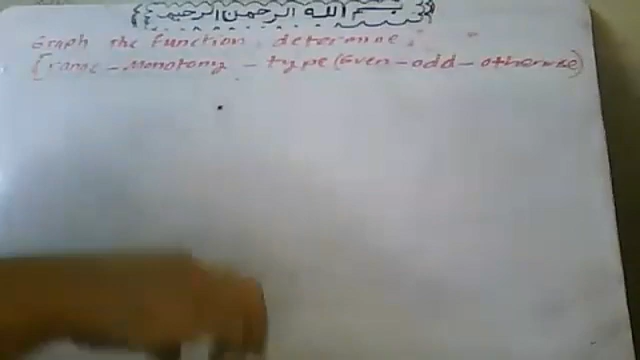 بسم الله الرحمن الرحيم
Graph the Function, determine:
[range - Monotony - type (Even - odd - otherwise)